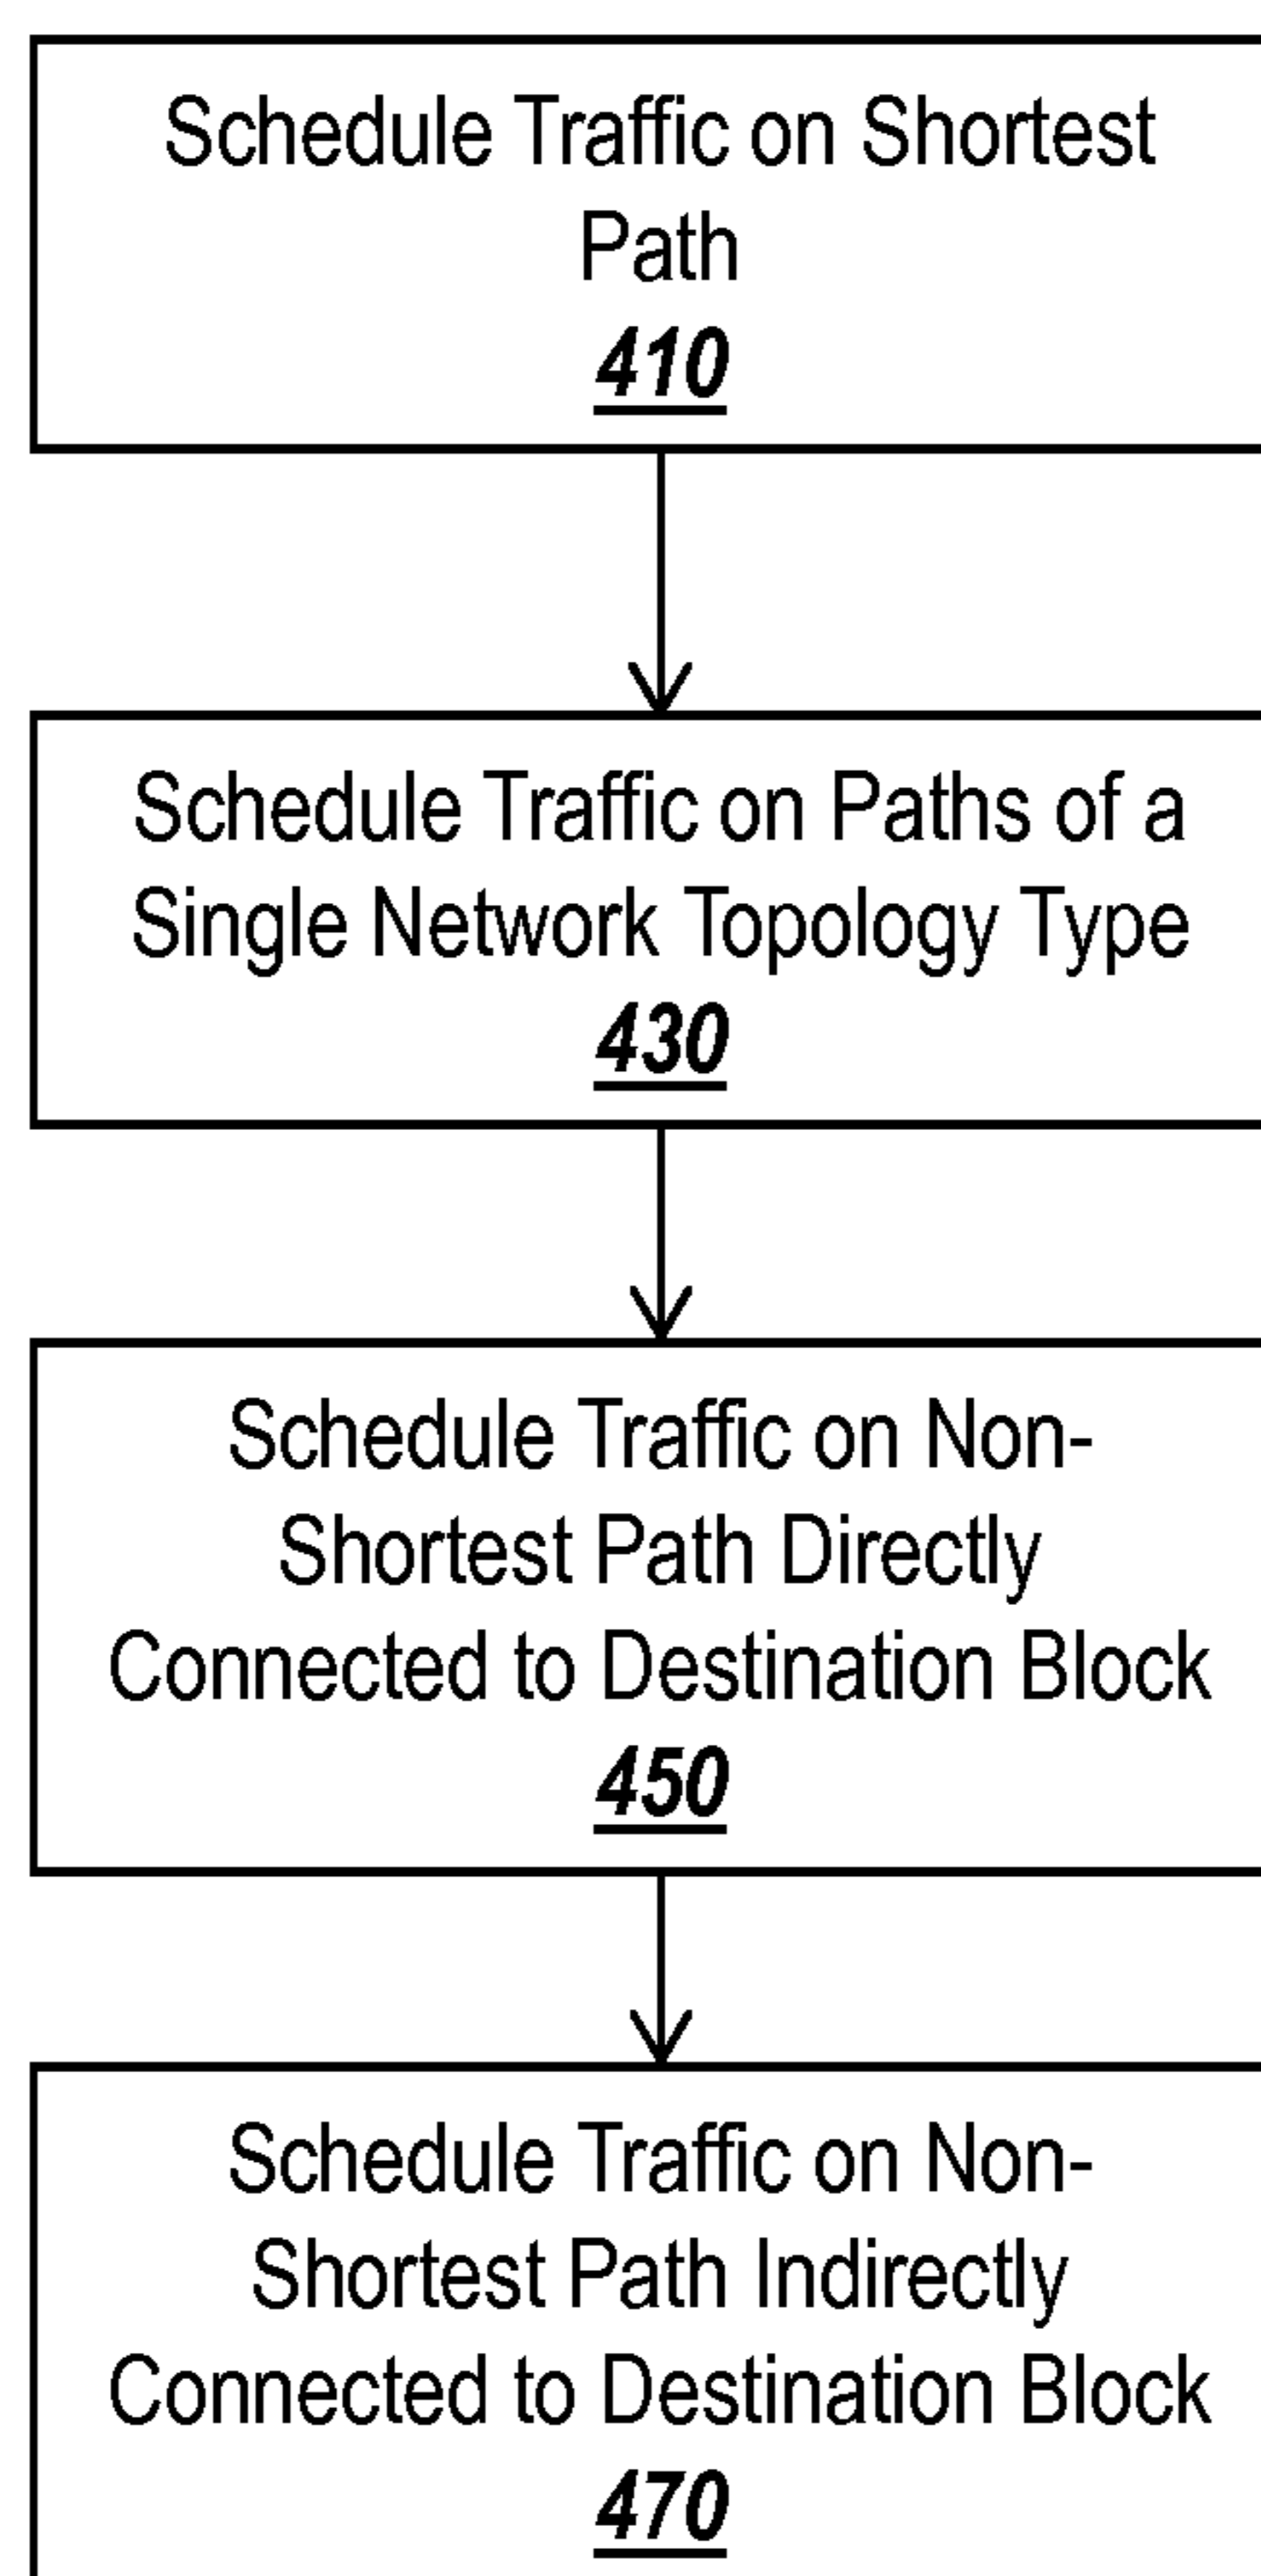 Schedule Traffic on Shortest
Path
410
Schedule Traffic on Paths of a
Single Network Topology Type
430
Schedule Traffic on Non-
Shortest Path Directly
Connected to Destination Block
450
Schedule Traffic on Non-
Shortest Path Indirectly
Connected to Destination Block
470